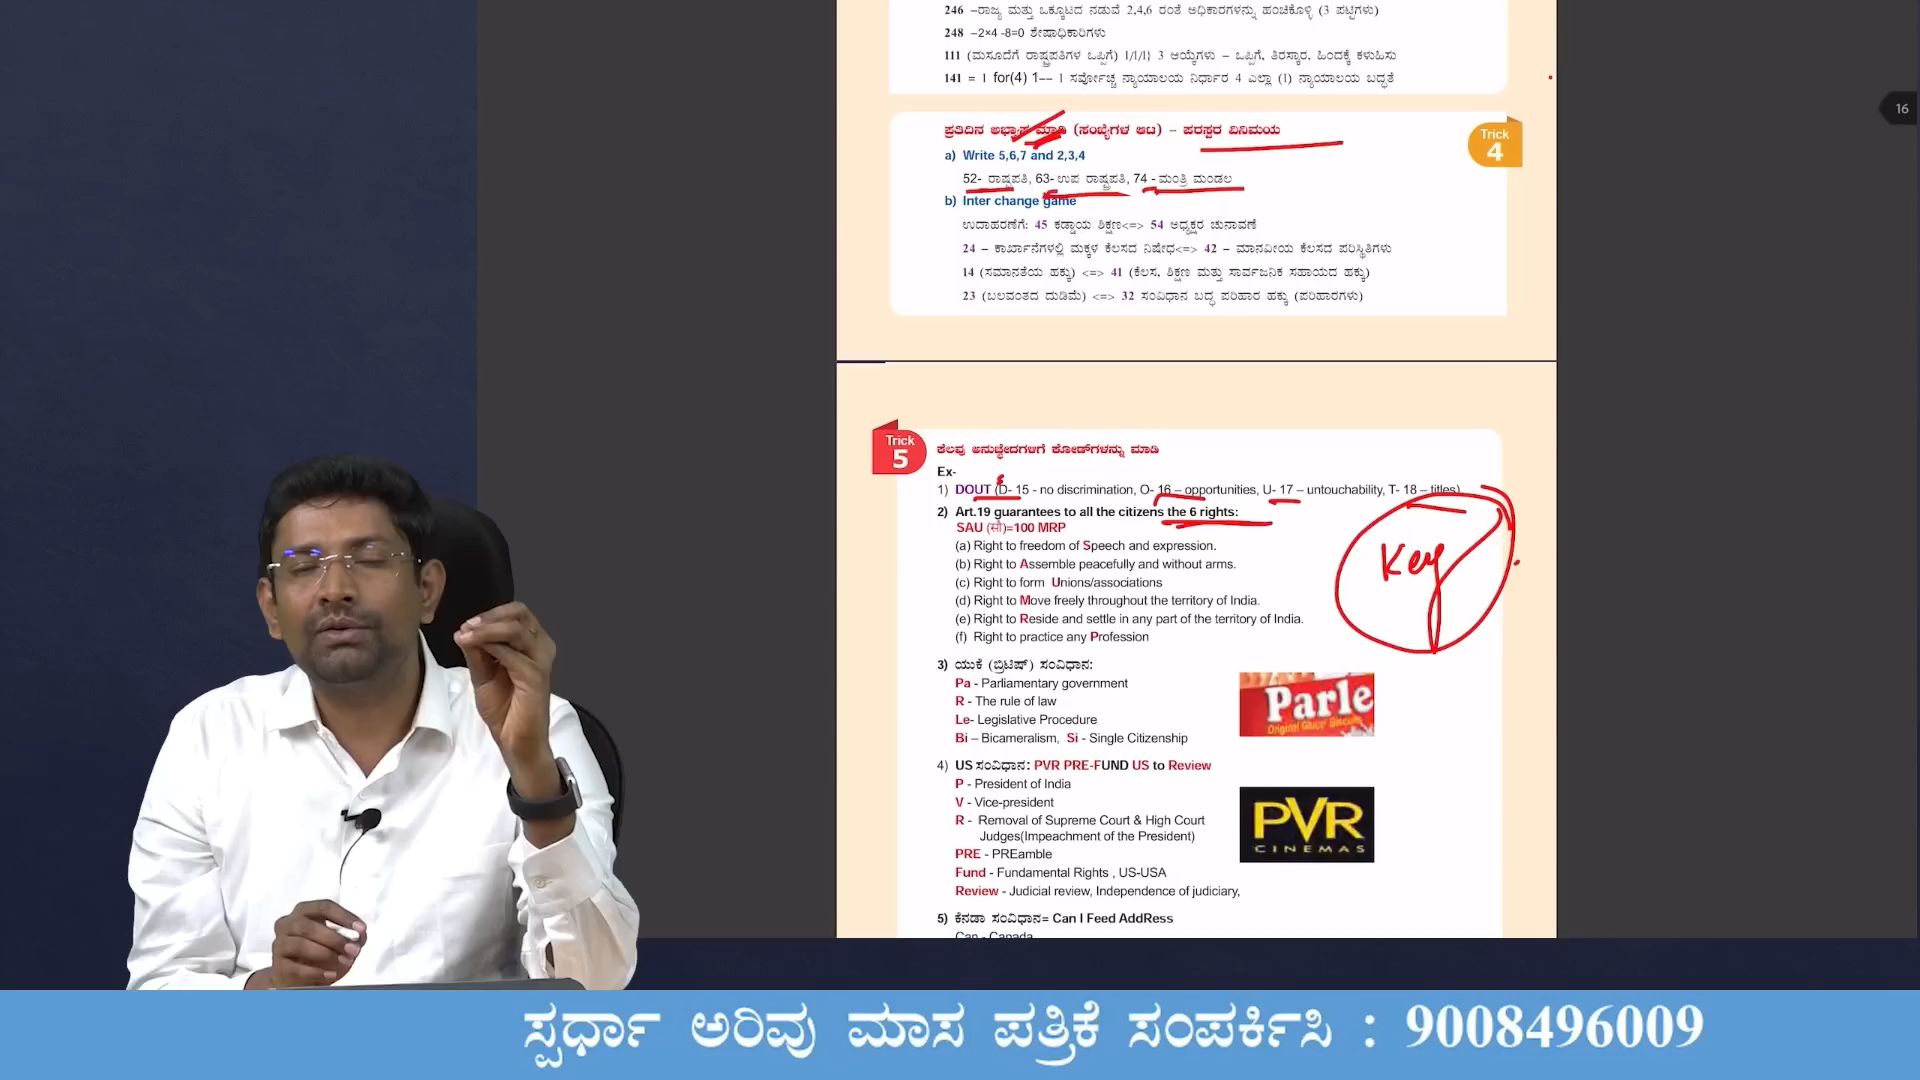 246 –ರಾಜ್ಯ ಮತ್ತು ಒಕ್ಕೂಟದ ನಡುವೆ 2,4,6 ರಂತೆ ಅಧಿಕಾರಗಳನ್ನು ಹಂಚಿಕೊಳ್ಳಿ (3 ಪಟ್ಟಿಗಳು)
248 –2×4 -8=0 ಶೇಷಾಧಿಕಾರಿಗಳು
111 (ಮಸೂದೆಗೆ ರಾಷ್ಟ್ರಪತಿಗಳ ಒಪ್ಪಿಗೆ) 1/1/1} 3 ಆಯ್ಕೆಗಳು – ಒಪ್ಪಿಗೆ, ತಿರಸ್ಕಾರ, ಹಿಂದಕ್ಕೆ ಕಳುಹಿಸು
141 = 1 for(4) 1–– 1 ಸರ್ವೋಚ್ಚ ನ್ಯಾಯಾಲಯ ನಿರ್ಧಾರ 4 ಎಲ್ಲಾ (1) ನ್ಯಾಯಾಲಯ ಬದ್ಧತೆ
16
ಪ್ರತಿದಿನ ಅಭ್ಯಾಸ ಮಾಡಿ (ಸಂಖ್ಯೆಗಳ ಆಟ) – ಪರಸ್ಪರ ವಿನಿಮಯ
Trick
4
a) Write 5,6,7 and 2,3,4
52- ರಾಷ್ಟ್ರಪತಿ, 63- ಉಪ ರಾಷ್ಟ್ರಪತಿ, 74 - ಮಂತ್ರಿ ಮಂಡಲ
b) Inter change game
ಉದಾಹರಣೆಗೆ: 45 ಕಡ್ಡಾಯ ಶಿಕ್ಷಣ<=> 54 ಅಧ್ಯಕ್ಷರ ಚುನಾವಣೆ
24 – ಕಾರ್ಖಾನೆಗಳಲ್ಲಿ ಮಕ್ಕಳ ಕೆಲಸದ ನಿಷೇಧ<=> 42 – ಮಾನವೀಯ ಕೆಲಸದ ಪರಿಸ್ಥಿತಿಗಳು
14 (ಸಮಾನತೆಯ ಹಕ್ಕು) <=> 41 (ಕೆಲಸ, ಶಿಕ್ಷಣ ಮತ್ತು ಸಾರ್ವಜನಿಕ ಸಹಾಯದ ಹಕ್ಕು)
23 (ಬಲವಂತದ ದುಡಿಮೆ) <=> 32 ಸಂವಿಧಾನ ಬದ್ಧ ಪರಿಹಾರ ಹಕ್ಕು (ಪರಿಹಾರಗಳು)
Trick
5
ಕೆಲವು ಅನುಚ್ಛೇದಗಳಿಗೆ ಕೋಡ್‌ಗಳನ್ನು ಮಾಡಿ
Ex-
1) DOUT (D- 15 - no discrimination, O- 16 – opportunities, U- 17 – untouchability, T- 18 – titles)
2) Art.19 guarantees to all the citizens the 6 rights:
SAU (सौ)=100 MRP
(a) Right to freedom of Speech and expression.
(b) Right to Assemble peacefully and without arms.
(c) Right to form Unions/associations
(d) Right to Move freely throughout the territory of India.
(e) Right to Reside and settle in any part of the territory of India.
(f) Right to practice any Profession
Key
3) ಯುಕೆ (ಬ್ರಿಟಿಷ್) ಸಂವಿಧಾನ:
Pa - Parliamentary government
R - The rule of law
Le- Legislative Procedure
Bi – Bicameralism, Si - Single Citizenship
Parle
Original Gluco Biscuits
4) US ಸಂವಿಧಾನ: PVR PRE-FUND US to Review
P - President of India
V - Vice-president
R - Removal of Supreme Court & High Court
Judges(Impeachment of the President)
PRE - PREamble
Fund - Fundamental Rights , US-USA
Review - Judicial review, Independence of judiciary,
PVR
CINEMAS
5) ಕೆನಡಾ ಸಂವಿಧಾನ= Can I Feed AddRess
Can - Canada
ಸ್ಪರ್ಧಾ ಅರಿವು ಮಾಸ ಪತ್ರಿಕೆ ಸಂಪರ್ಕಿಸಿ : 9008496009